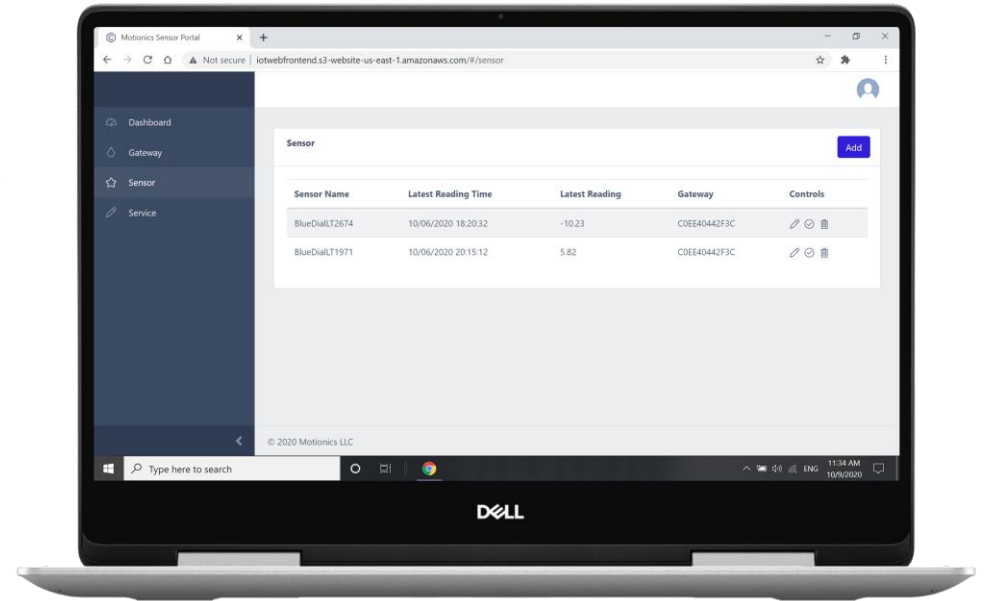 Motionics Sensor Portal
Not secure | iotwebfrontend.s3-website-us-east-1.amazonaws.com/#/sensor
Dashboard
Gateway
Sensor
Service
Sensor
Add
Sensor Name Latest Reading Time Latest Reading Gateway Controls
BlueDialLT2674 10/06/2020 18:20:32 -10.23 C0EE40442F3C
BlueDialLT1971 10/06/2020 20:15:12 5.82 C0EE40442F3C
© 2020 Motionics LLC
Type here to search
ENG
11:34 AM
10/9/2020
DELL